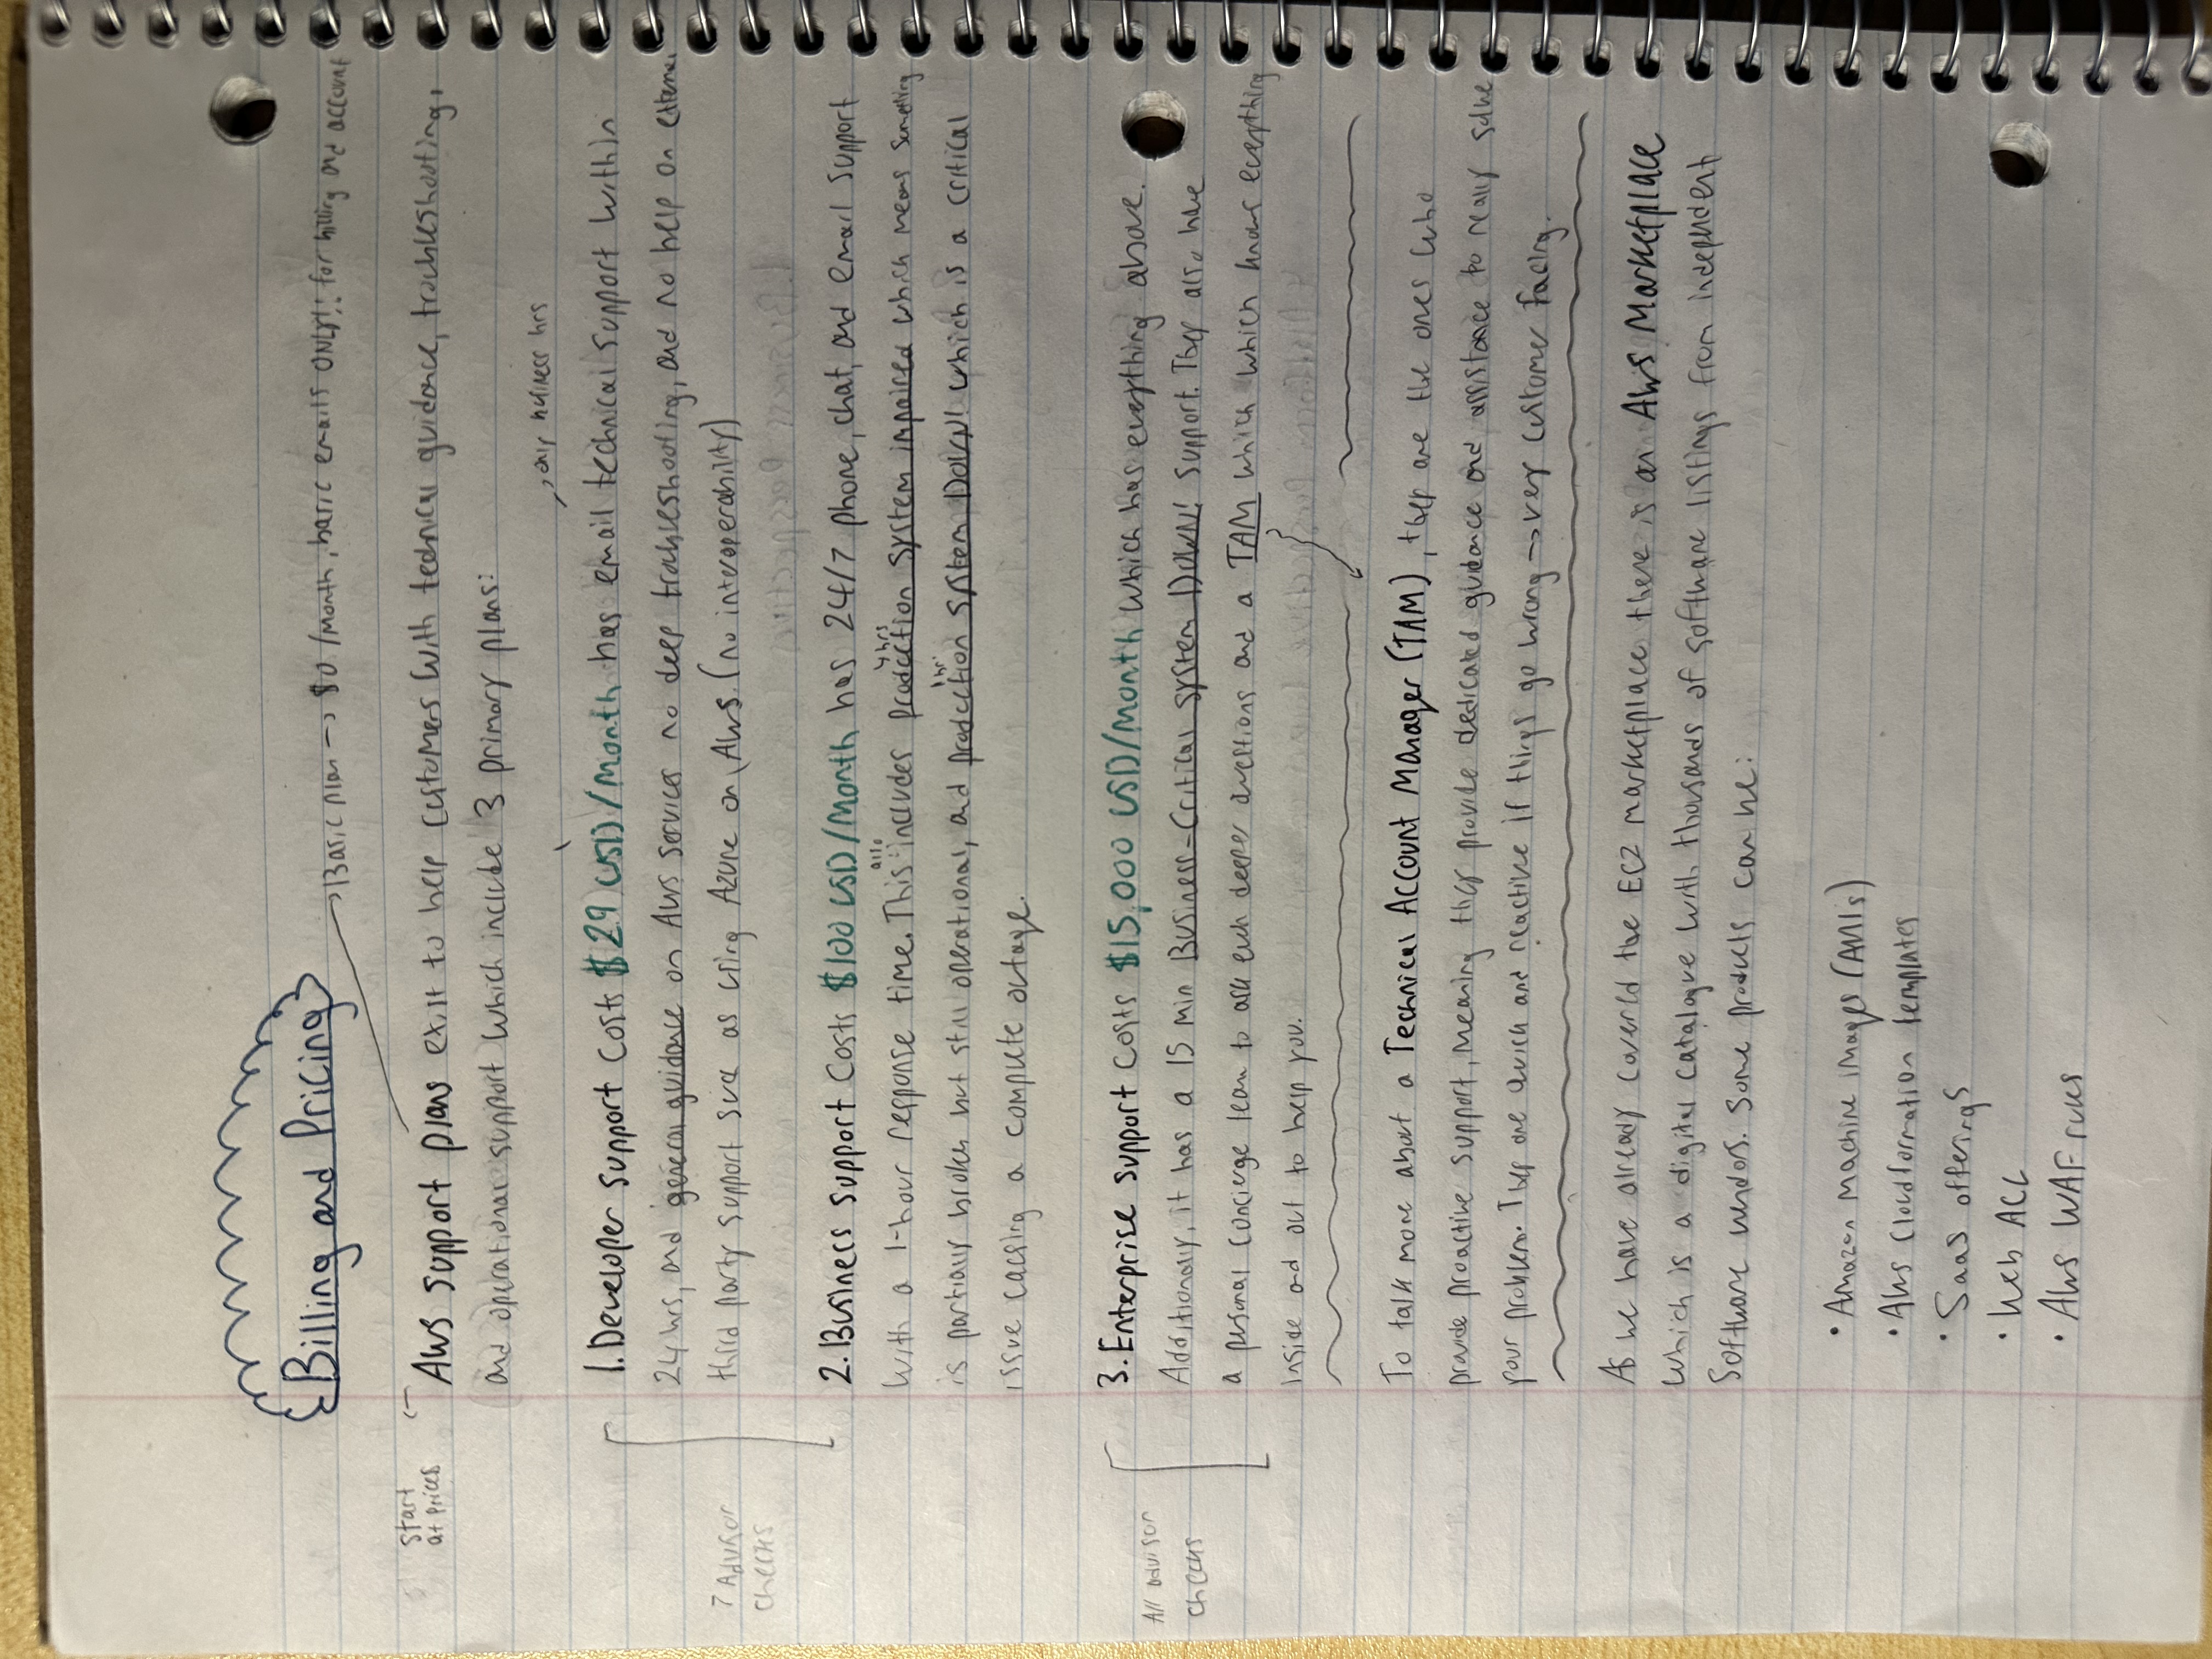 Billing and Pricing
→ Basic plan → $0 /month, basic emails ONLY!! for billing and account
start
at prices
←
AWS support plans exist to help customers with technical guidance, troubleshooting,
and operational support which include 3 primary plans:
→ only business hrs
1. Developer support costs $29 USD/Month has email technical support within
24 hrs, and general guidance on AWS services no deep troubleshooting, and no help on external
third party support such as using Azure on AWS. (no interoperability)
7 Advisor
checks
2. Business support costs $100 USD/Month has 24/7 phone, chat, and email support
also
4hrs
with a 1-hour response time. This includes production system impaired which means something
1hr.
is partially broken but still operational, and production system DOWN! which is a critical
issue causing a complete outage.
3. Enterprise support costs $15,000 USD/Month which has everything above.
All advisor
checks
Additionally, it has a 15 min Business-Critical system DOWN! support. They also have
a personal concierge team to ask even deeper questions and a TAM which which knows everything
inside and out to help you.
To talk more about a Technical Account Manager (TAM), they are the ones who
provide proactive support, meaning they provide dedicated guidance and assistance to really solve
your problem. They are quick and reactive if things go wrong → very customer facing.
As we have already covered the EC2 marketplace there is an AWS Marketplace
which is a digital catalogue with thousands of software listings from independent
software vendors. Some products can be:
• Amazon Machine images (AMIs)
• AWS Cloudformation templates
• SaaS offerings
• Web ACL
• AWS WAF rules